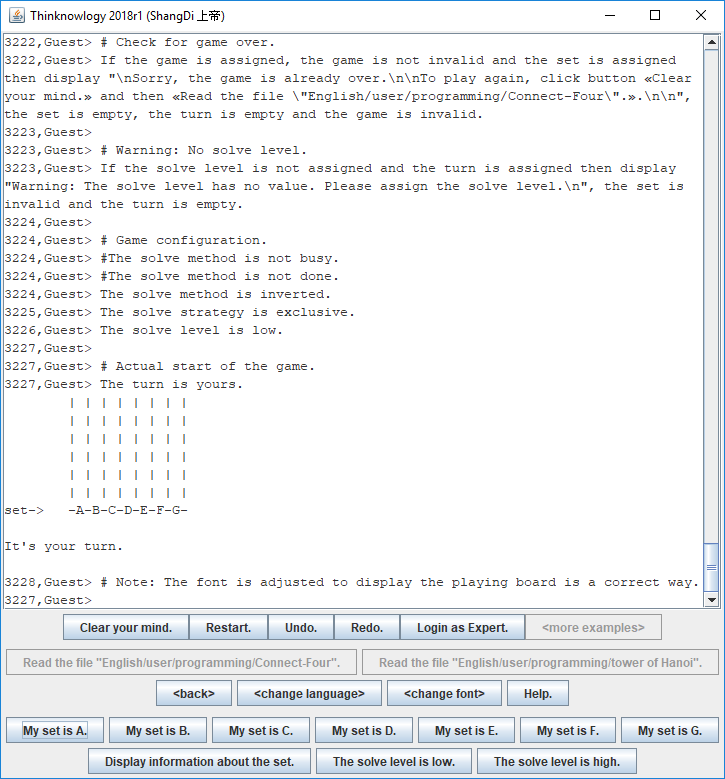 Thinknowlogy 2018r1 (ShangDi 上帝)
3222,Guest> # Check for game over.
3222,Guest> If the game is assigned, the game is not invalid and the set is assigned
then display "\nSorry, the game is already over.\n\nTo play again, click button «Clear
your mind.» and then «Read the file \"English/user/programming/Connect-Four\".».\n\n",
the set is empty, the turn is empty and the game is invalid.
3223,Guest>
3223,Guest> # Warning: No solve level.
3223,Guest> If the solve level is not assigned and the turn is assigned then display
"Warning: The solve level has no value. Please assign the solve level.\n", the set is
invalid and the turn is empty.
3224,Guest>
3224,Guest> # Game configuration.
3224,Guest> #The solve method is not busy.
3224,Guest> #The solve method is not done.
3224,Guest> The solve method is inverted.
3225,Guest> The solve strategy is exclusive.
3226,Guest> The solve level is low.
3227,Guest>
3227,Guest> # Actual start of the game.
3227,Guest> The turn is yours.
| | | | | | | |
| | | | | | | |
| | | | | | | |
| | | | | | | |
| | | | | | | |
| | | | | | | |
set-> -A-B-C-D-E-F-G-
It's your turn.
3228,Guest> # Note: The font is adjusted to display the playing board is a correct way.
3227,Guest>
Clear your mind. Restart. Undo. Redo. Login as Expert. <more examples>
Read the file "English/user/programming/Connect-Four". Read the file "English/user/programming/tower of Hanoi".
<back> <change language> <change font> Help.
My set is A. My set is B. My set is C. My set is D. My set is E. My set is F. My set is G.
Display information about the set. The solve level is low. The solve level is high.